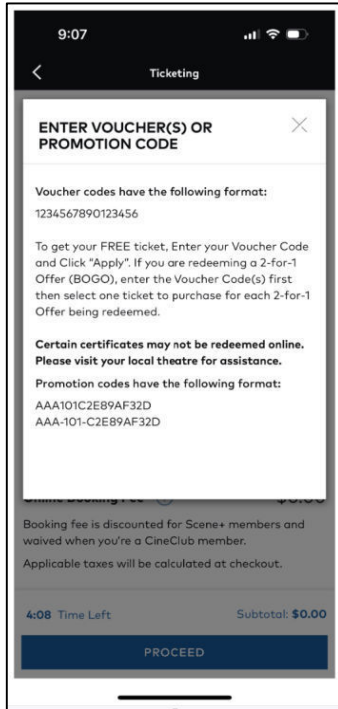 9:07
Ticketing
ENTER VOUCHER(S) OR
PROMOTION CODE
Voucher codes have the following format:
1234567890123456
To get your FREE ticket, Enter your Voucher Code
and Click “Apply”. If you are redeeming a 2-for-1
Offer (BOGO), enter the Voucher Code(s) first
then select one ticket to purchase for each 2-for-1
Offer being redeemed.
Certain certificates may not be redeemed online.
Please visit your local theatre for assistance.
Promotion codes have the following format:
AAA101C2E89AF32D
AAA-101-C2E89AF32D
Online Booking Fee $0.00
Booking fee is discounted for Scene+ members and
waived when you're a CineClub member.
Applicable taxes will be calculated at checkout.
4:08 Time Left Subtotal: $0.00
PROCEED